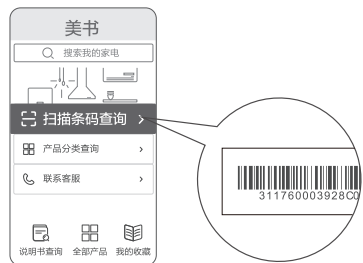 美书
搜索我的家电
扫描条码查询
产品分类查询
联系客服
说明书查询 全部产品 我的收藏
311760003928C0